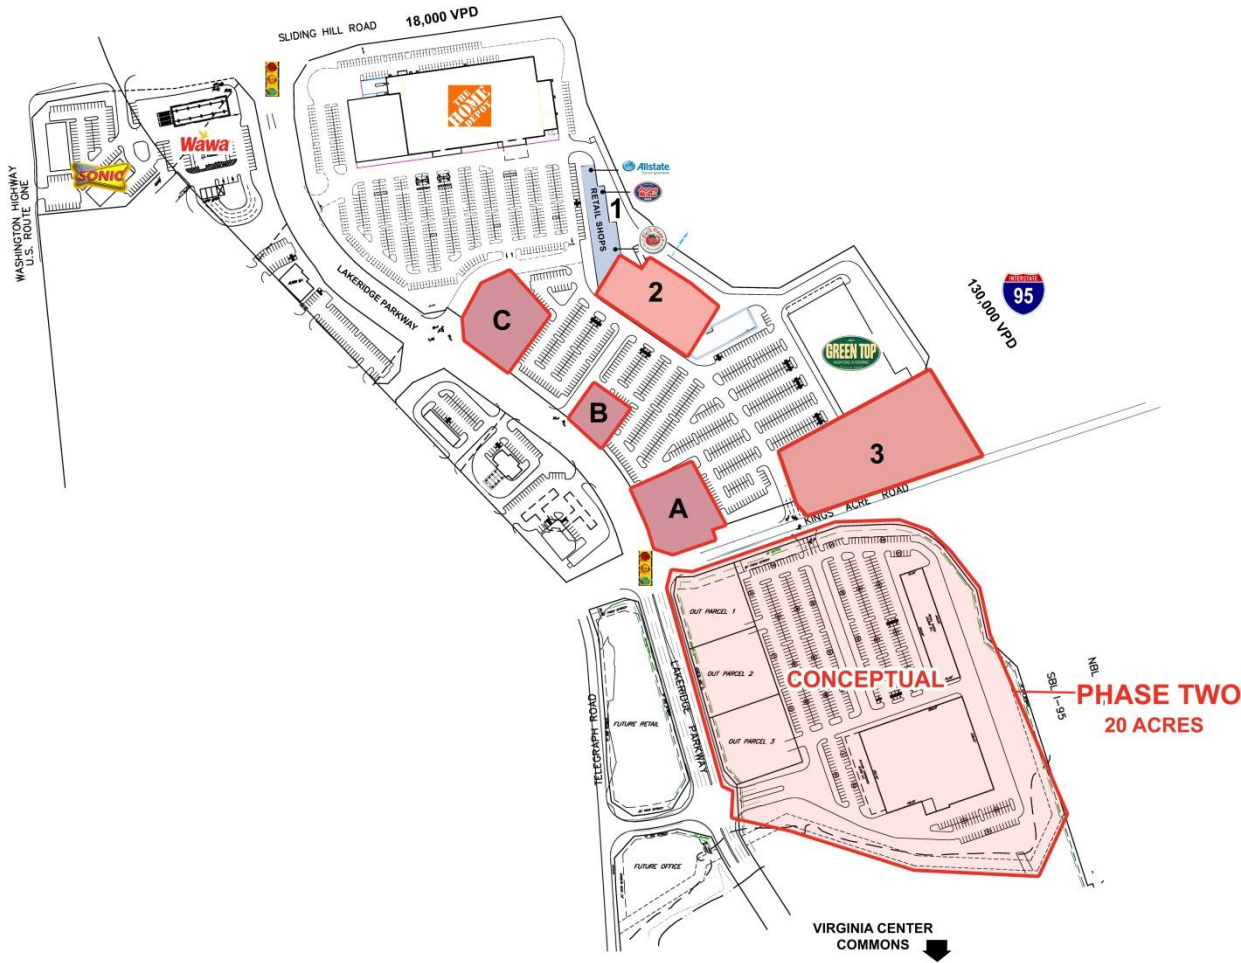 SLIDING HILL ROAD
18,000 VPD
THE
HOME
DEPOT
Wawa
SONIC
WASHINGTON HIGHWAY
U.S. ROUTE ONE
Allstate
1
RETAIL SHOPS
LAKERIDGE PARKWAY
2
C
INTERSTATE
95
130,000 VPD
GREEN TOP
B
3
A
KINGS ACRE ROAD
OUT PARCEL 1
OUT PARCEL 2
OUT PARCEL 3
CONCEPTUAL
NBL
SBL I-95
PHASE TWO
20 ACRES
LAKERIDGE PARKWAY
TELEGRAPH ROAD
FUTURE RETAIL
FUTURE OFFICE
VIRGINIA CENTER
COMMONS